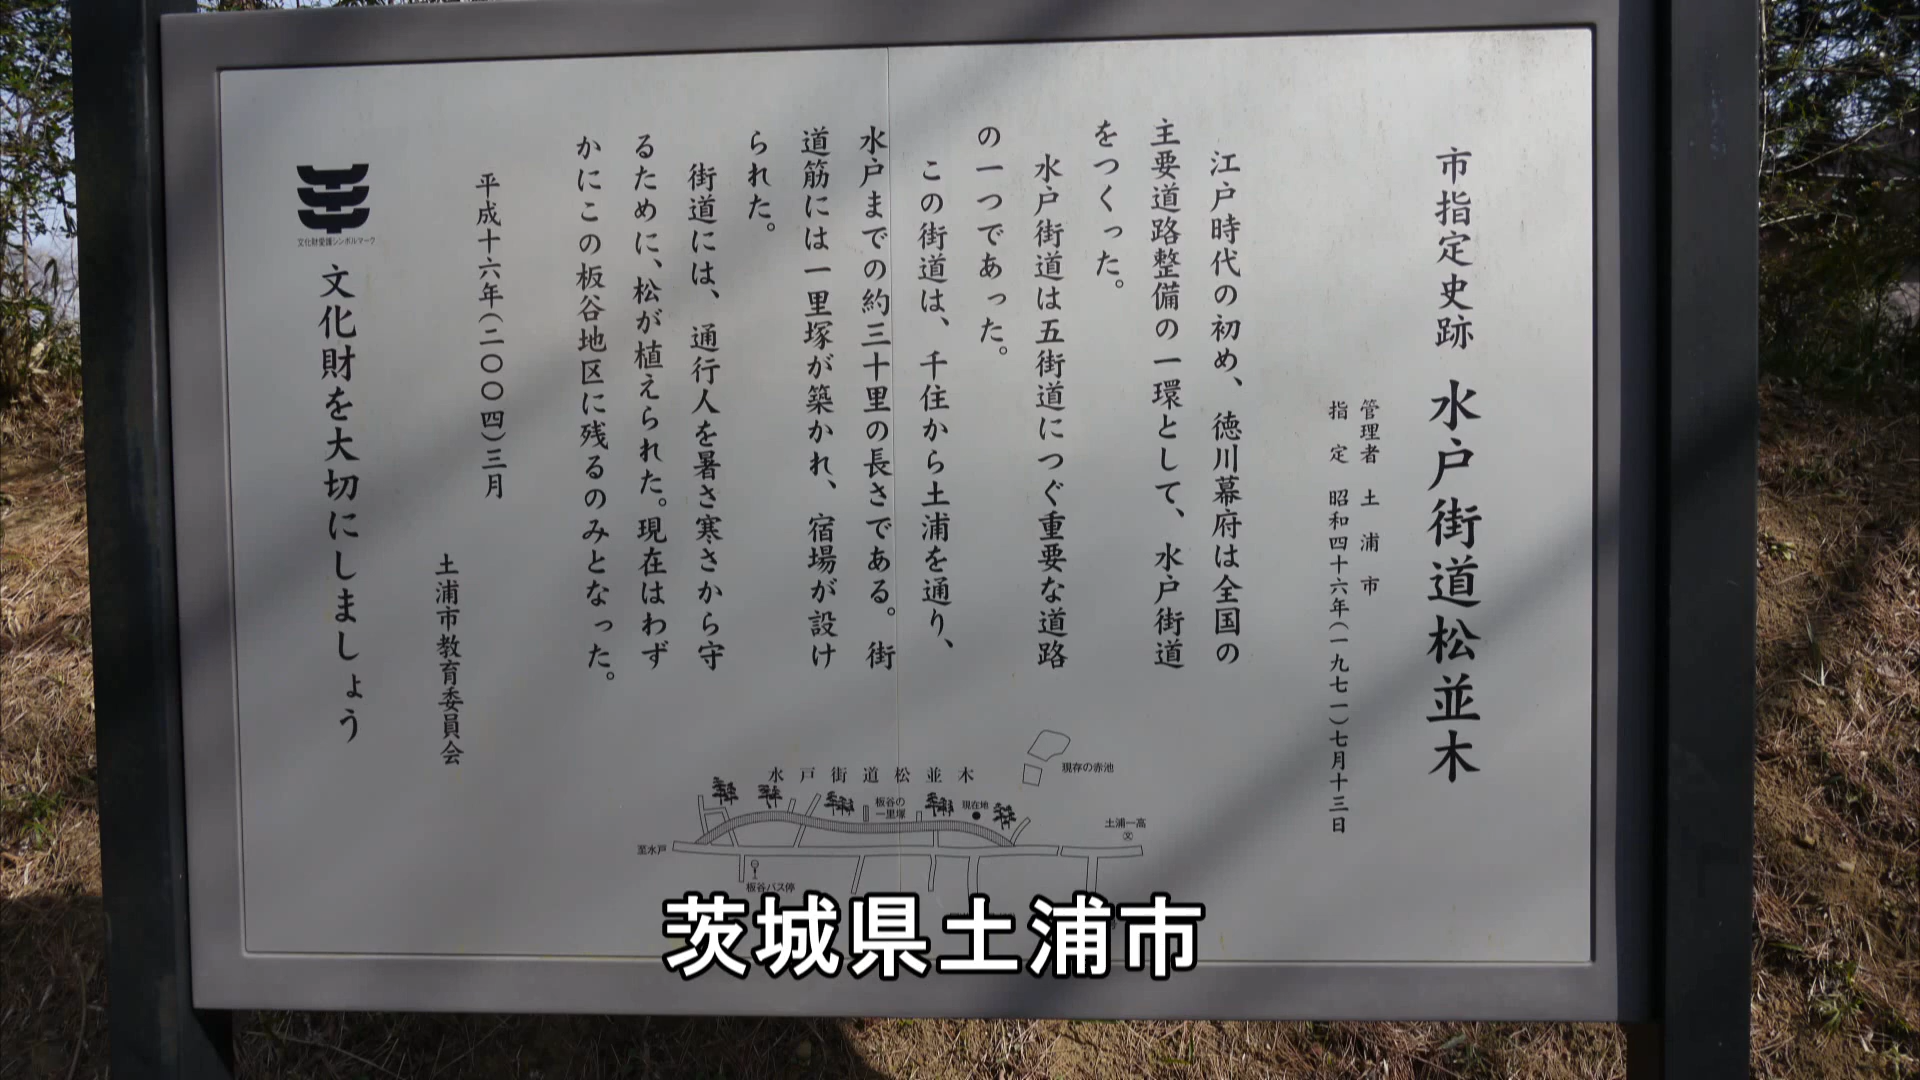 市指定史跡　水戸街道松並木
管理者　土浦市
指定　昭和四十六年(一九七一)七月十三日
江戸時代の初め、徳川幕府は全国の
主要道路整備の一環として、水戸街道
をつくった。
水戸街道は五街道につぐ重要な道路
の一つであった。
この街道は、千住から土浦を通り、
水戸までの約三十里の長さである。街
道筋には一里塚が築かれ、宿場が設け
られた。
街道には、通行人を暑さ寒さから守
るために、松が植えられた。現在はわず
かにこの板谷地区に残るのみとなった。
平成十六年(二〇〇四)三月
土浦市教育委員会
文化財愛護シンボルマーク
文化財を大切にしましょう
水戸街道松並木
現存の赤池
板谷の
一里塚
現在地
土浦一高
文
至水戸
板谷バス停
茨城県土浦市